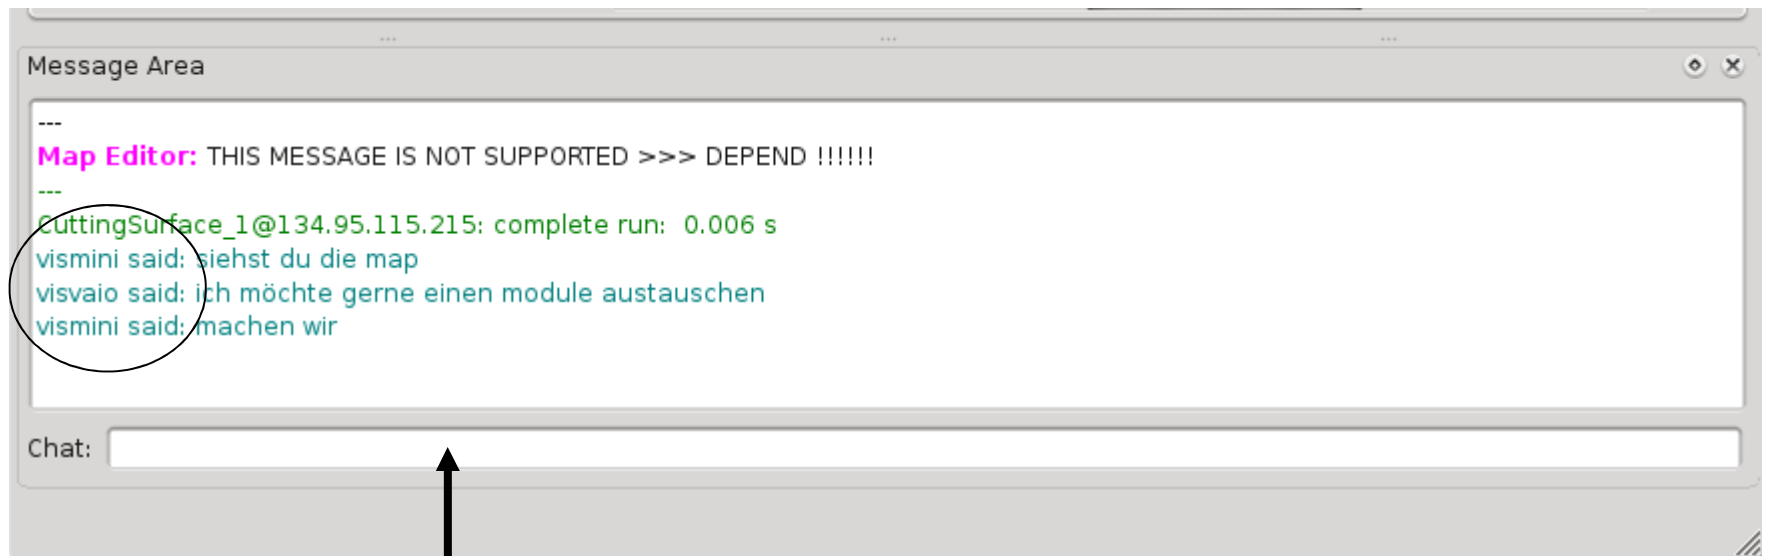 Message Area
---
Map Editor: THIS MESSAGE IS NOT SUPPORTED >>> DEPEND !!!!!!
---
CuttingSurface_1@134.95.115.215: complete run:  0.006 s
vismini said: siehst du die map
visvaio said: ich möchte gerne einen module austauschen
vismini said: machen wir
Chat: